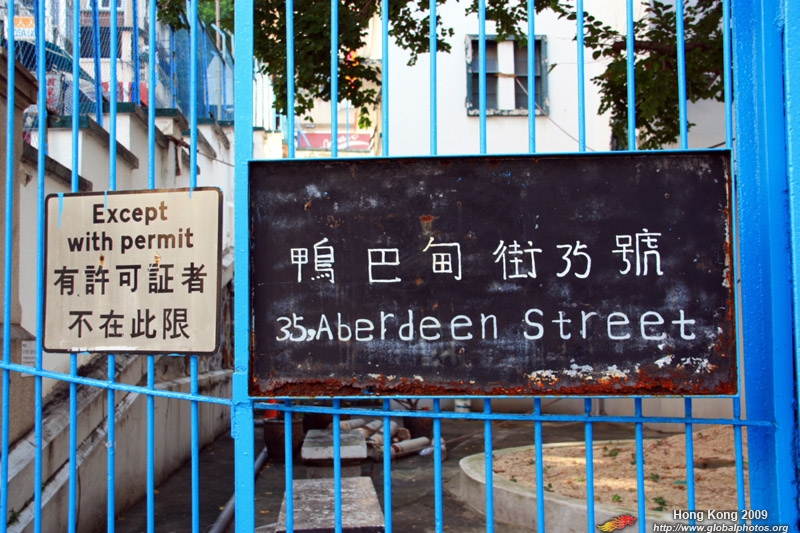 Except
with permit
有許可証者
不在此限
鴨巴甸街35號
35,Aberdeen Street
Hong Kong 2009
http://www.globalphotos.org